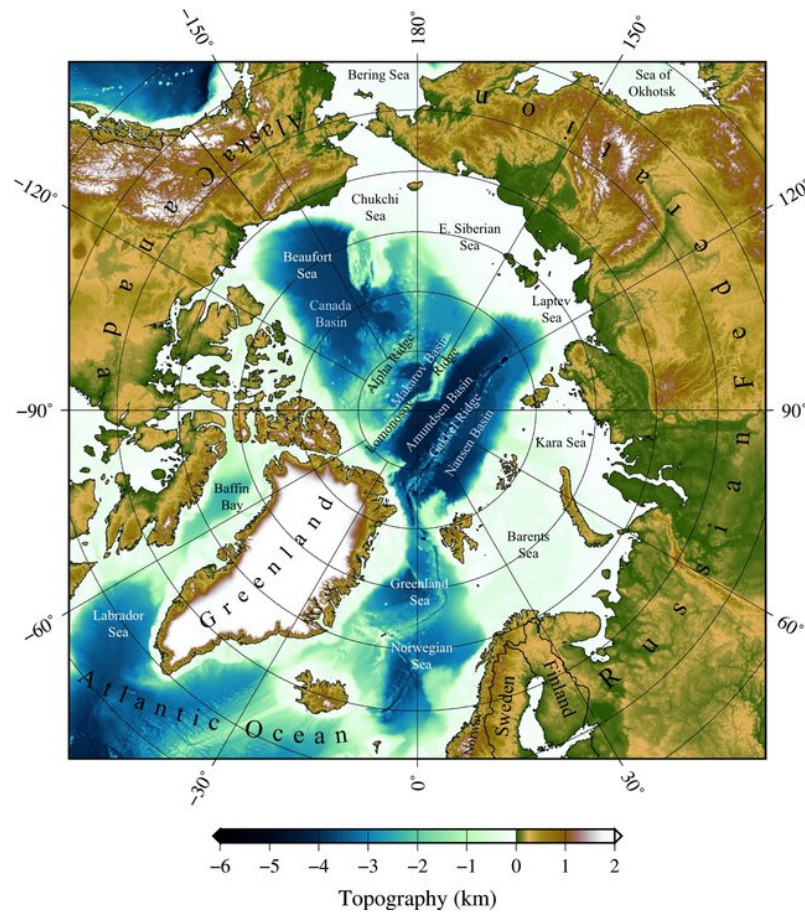 180°
−150°
150°
Bering Sea
Sea of
Okhotsk
Alaska
Canada
Russian Federation
−120°
120°
Chukchi
Sea
E. Siberian
Sea
Beaufort
Sea
Laptev
Sea
Canada
Basin
Alpha Ridge
Makarov Basin
Lomonosov Ridge
Amundsen Basin
Gakkel Ridge
Nansen Basin
−90°
90°
Kara Sea
Baffin
Bay
Greenland
Barents
Sea
Greenland
Sea
Labrador
Sea
−60°
60°
Norwegian
Sea
Atlantic Ocean
Norway
Sweden
Finland
−30°
0°
30°
−6 −5 −4 −3 −2 −1 0 1 2
Topography (km)